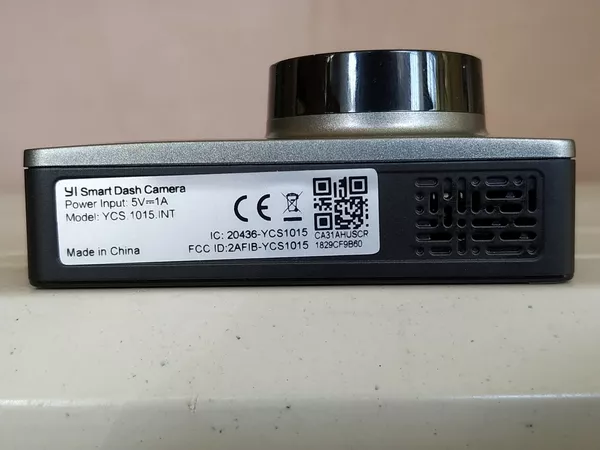 YI Smart Dash Camera
Power Input: 5V⎓1A
Model: YCS.1015.INT
IC: 20436-YCS1015
Made in China
FCC ID:2AFIB-YCS1015
CE
CA31AHUSCR
1829CF9B60